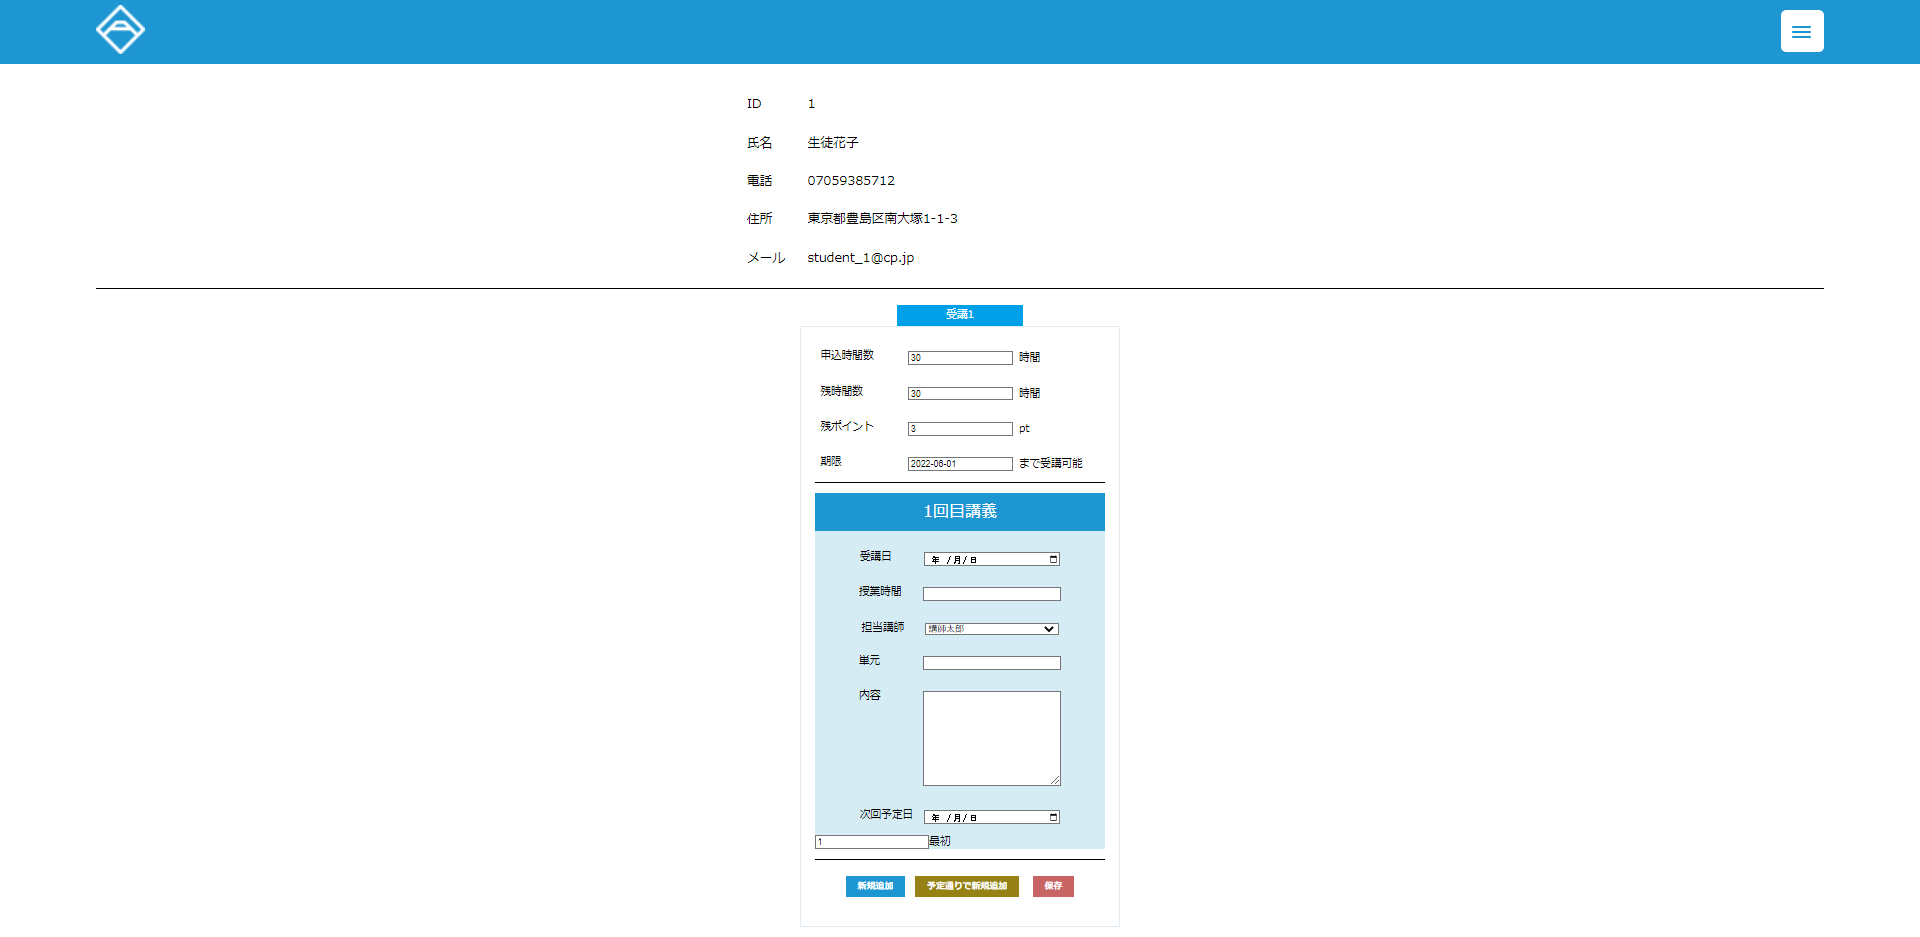 ID 1
氏名 生徒花子
電話 07059385712
住所 東京都豊島区南大塚1-1-3
メール student_1@cp.jp
受講1
申込時間数 30 時間
残時間数 30 時間
残ポイント 3 pt
期限 2022-06-01 まで受講可能
1回目講義
受講日 年 /月/日
授業時間
担当講師 講師太郎
単元
内容
次回予定日 年 /月/日
1 最初
新規追加 予定通りで新規追加 保存